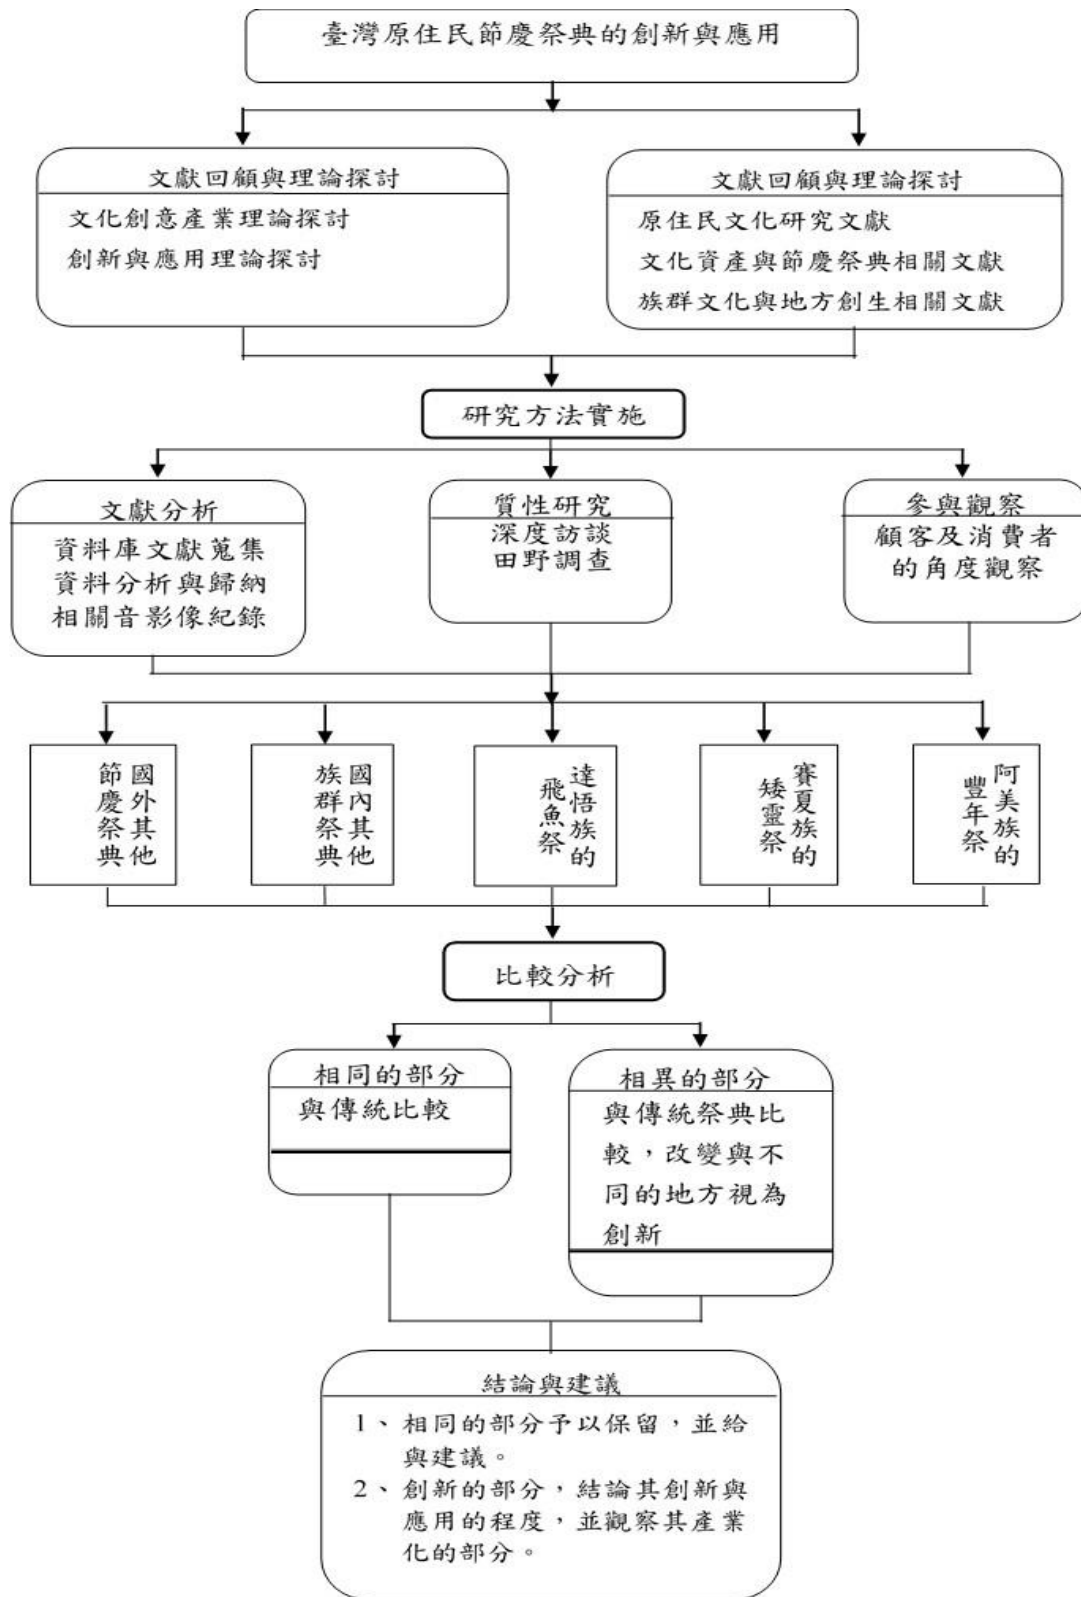 臺灣原住民節慶祭典的創新與應用
文獻回顧與理論探討
文化創意產業理論探討
創新與應用理論探討
文獻回顧與理論探討
原住民文化研究文獻
文化資產與節慶祭典相關文獻
族群文化與地方創生相關文獻
研究方法實施
文獻分析
資料庫文獻蒐集
資料分析與歸納
相關音影像紀錄
質性研究
深度訪談
田野調查
參與觀察
顧客及消費者
的角度觀察
國外其他
節慶祭典
國內其他
族群祭典
達悟族的
飛魚祭
賽夏族的
矮靈祭
阿美族的
豐年祭
比較分析
相同的部分
與傳統比較
相異的部分
與傳統祭典比
較，改變與不
同的地方視為
創新
結論與建議
1、相同的部分予以保留，並給
與建議。
2、創新的部分，結論其創新與
應用的程度，並觀察其產業
化的部分。